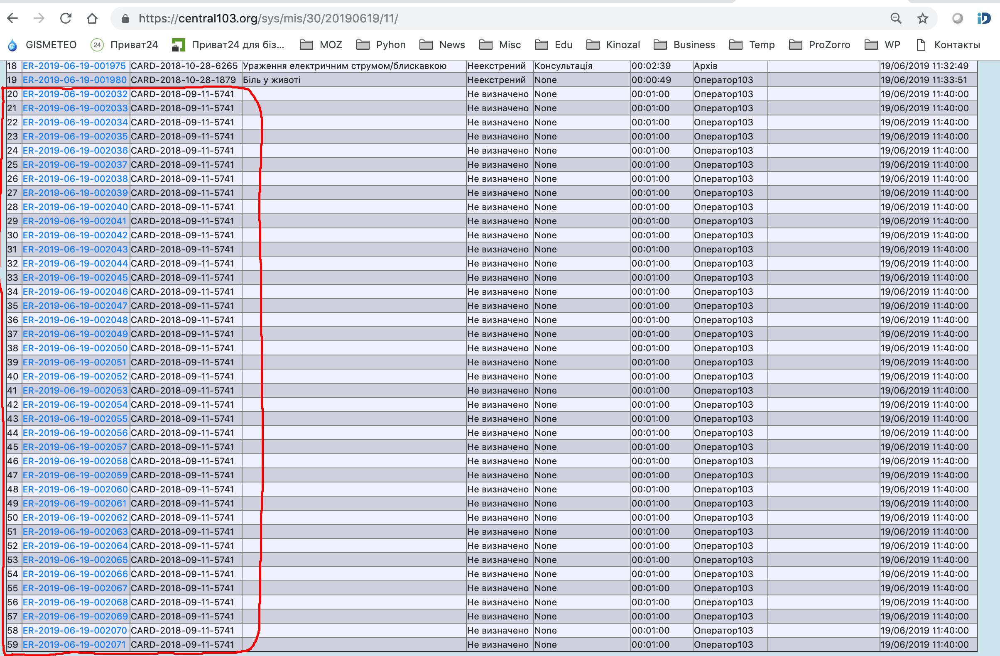 https://central103.org/sys/mis/30/20190619/11/
GISMETEO 24 Приват24 Приват24 для біз... MOZ Pyhon News Misc Edu Kinozal Business Temp ProZorro WP Контакты
18 ER-2019-06-19-001975 CARD-2018-10-28-6265 Ураження електричним струмом/блискавкою Неекстрений Консультація 00:02:39 Архів 19/06/2019 11:32:49
19 ER-2019-06-19-001980 CARD-2018-10-28-1879 Біль у животі Неекстрений None 00:00:49 Оператор103 19/06/2019 11:33:51
20 ER-2019-06-19-002032 CARD-2018-09-11-5741 Не визначено None 00:01:00 Оператор103 19/06/2019 11:40:00
21 ER-2019-06-19-002033 CARD-2018-09-11-5741 Не визначено None 00:01:00 Оператор103 19/06/2019 11:40:00
22 ER-2019-06-19-002034 CARD-2018-09-11-5741 Не визначено None 00:01:00 Оператор103 19/06/2019 11:40:00
23 ER-2019-06-19-002035 CARD-2018-09-11-5741 Не визначено None 00:01:00 Оператор103 19/06/2019 11:40:00
24 ER-2019-06-19-002036 CARD-2018-09-11-5741 Не визначено None 00:01:00 Оператор103 19/06/2019 11:40:00
25 ER-2019-06-19-002037 CARD-2018-09-11-5741 Не визначено None 00:01:00 Оператор103 19/06/2019 11:40:00
26 ER-2019-06-19-002038 CARD-2018-09-11-5741 Не визначено None 00:01:00 Оператор103 19/06/2019 11:40:00
27 ER-2019-06-19-002039 CARD-2018-09-11-5741 Не визначено None 00:01:00 Оператор103 19/06/2019 11:40:00
28 ER-2019-06-19-002040 CARD-2018-09-11-5741 Не визначено None 00:01:00 Оператор103 19/06/2019 11:40:00
29 ER-2019-06-19-002041 CARD-2018-09-11-5741 Не визначено None 00:01:00 Оператор103 19/06/2019 11:40:00
30 ER-2019-06-19-002042 CARD-2018-09-11-5741 Не визначено None 00:01:00 Оператор103 19/06/2019 11:40:00
31 ER-2019-06-19-002043 CARD-2018-09-11-5741 Не визначено None 00:01:00 Оператор103 19/06/2019 11:40:00
32 ER-2019-06-19-002044 CARD-2018-09-11-5741 Не визначено None 00:01:00 Оператор103 19/06/2019 11:40:00
33 ER-2019-06-19-002045 CARD-2018-09-11-5741 Не визначено None 00:01:00 Оператор103 19/06/2019 11:40:00
34 ER-2019-06-19-002046 CARD-2018-09-11-5741 Не визначено None 00:01:00 Оператор103 19/06/2019 11:40:00
35 ER-2019-06-19-002047 CARD-2018-09-11-5741 Не визначено None 00:01:00 Оператор103 19/06/2019 11:40:00
36 ER-2019-06-19-002048 CARD-2018-09-11-5741 Не визначено None 00:01:00 Оператор103 19/06/2019 11:40:00
37 ER-2019-06-19-002049 CARD-2018-09-11-5741 Не визначено None 00:01:00 Оператор103 19/06/2019 11:40:00
38 ER-2019-06-19-002050 CARD-2018-09-11-5741 Не визначено None 00:01:00 Оператор103 19/06/2019 11:40:00
39 ER-2019-06-19-002051 CARD-2018-09-11-5741 Не визначено None 00:01:00 Оператор103 19/06/2019 11:40:00
40 ER-2019-06-19-002052 CARD-2018-09-11-5741 Не визначено None 00:01:00 Оператор103 19/06/2019 11:40:00
41 ER-2019-06-19-002053 CARD-2018-09-11-5741 Не визначено None 00:01:00 Оператор103 19/06/2019 11:40:00
42 ER-2019-06-19-002054 CARD-2018-09-11-5741 Не визначено None 00:01:00 Оператор103 19/06/2019 11:40:00
43 ER-2019-06-19-002055 CARD-2018-09-11-5741 Не визначено None 00:01:00 Оператор103 19/06/2019 11:40:00
44 ER-2019-06-19-002056 CARD-2018-09-11-5741 Не визначено None 00:01:00 Оператор103 19/06/2019 11:40:00
45 ER-2019-06-19-002057 CARD-2018-09-11-5741 Не визначено None 00:01:00 Оператор103 19/06/2019 11:40:00
46 ER-2019-06-19-002058 CARD-2018-09-11-5741 Не визначено None 00:01:00 Оператор103 19/06/2019 11:40:00
47 ER-2019-06-19-002059 CARD-2018-09-11-5741 Не визначено None 00:01:00 Оператор103 19/06/2019 11:40:00
48 ER-2019-06-19-002060 CARD-2018-09-11-5741 Не визначено None 00:01:00 Оператор103 19/06/2019 11:40:00
49 ER-2019-06-19-002061 CARD-2018-09-11-5741 Не визначено None 00:01:00 Оператор103 19/06/2019 11:40:00
50 ER-2019-06-19-002062 CARD-2018-09-11-5741 Не визначено None 00:01:00 Оператор103 19/06/2019 11:40:00
51 ER-2019-06-19-002063 CARD-2018-09-11-5741 Не визначено None 00:01:00 Оператор103 19/06/2019 11:40:00
52 ER-2019-06-19-002064 CARD-2018-09-11-5741 Не визначено None 00:01:00 Оператор103 19/06/2019 11:40:00
53 ER-2019-06-19-002065 CARD-2018-09-11-5741 Не визначено None 00:01:00 Оператор103 19/06/2019 11:40:00
54 ER-2019-06-19-002066 CARD-2018-09-11-5741 Не визначено None 00:01:00 Оператор103 19/06/2019 11:40:00
55 ER-2019-06-19-002067 CARD-2018-09-11-5741 Не визначено None 00:01:00 Оператор103 19/06/2019 11:40:00
56 ER-2019-06-19-002068 CARD-2018-09-11-5741 Не визначено None 00:01:00 Оператор103 19/06/2019 11:40:00
57 ER-2019-06-19-002069 CARD-2018-09-11-5741 Не визначено None 00:01:00 Оператор103 19/06/2019 11:40:00
58 ER-2019-06-19-002070 CARD-2018-09-11-5741 Не визначено None 00:01:00 Оператор103 19/06/2019 11:40:00
59 ER-2019-06-19-002071 CARD-2018-09-11-5741 Не визначено None 00:01:00 Оператор103 19/06/2019 11:40:00